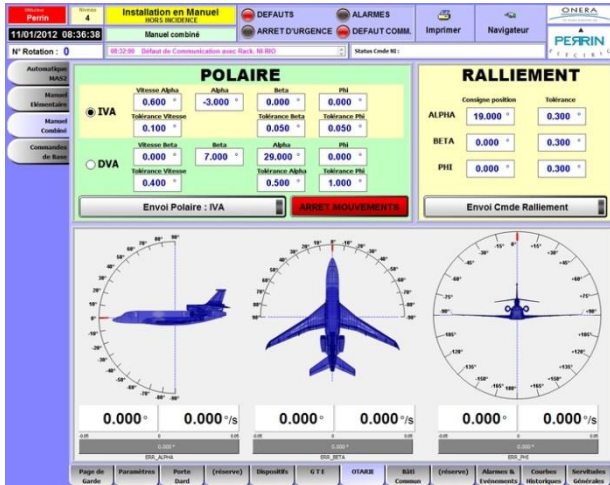 Perrin
Niveau
4
Installation en Manuel
HORS INCIDENCE
DEFAUTS
ALARMES
ONERA
11/01/2012 08:36:38
Manuel combiné
ARRET D'URGENCE
DEFAUT COMM.
Imprimer
Navigateur
PERRIN
N° Rotation : 0
08:32:00 Défaut de Communication avec Rack. NI-RIO
Status Cmde NI :
Automatique
MAS2
Manuel
Elémentaire
Manuel
Combiné
Commandes
de Base
POLAIRE
Vitesse Alpha Alpha Beta Phi
IVA 0.600 ° -3.000 ° 0.000 ° 0.000 °
Tolérance Vitesse Tolérance Beta Tolérance Phi
0.100 ° 0.050 ° 0.050 °
Vitesse Beta Beta Alpha Phi
DVA 0.000 ° 7.000 ° 29.000 ° 0.000 °
Tolérance Vitesse Tolérance Alpha Tolérance Phi
0.400 ° 0.500 ° 1.000 °
Envoi Polaire : IVA
ARRET MOUVEMENTS
RALLIEMENT
Consigne position Tolérance
ALPHA 19.000 ° 0.300 °
BETA 0.000 ° 0.300 °
PHI 0.000 ° 0.300 °
Envoi Cmde Ralliement
0.000 ° 0.000 °/s
0.000 ° 0.000 °/s
0.000 ° 0.000 °/s
ERR_ALPHA
ERR_BETA
ERR_PHI
Page de
Garde
Paramètres
Porte
Dard
(réserve)
Dispositifs
G T E
OTARIE
Bâti
Commun
(réserve)
Alarmes &
Evénements
Courbes
Historiques
Servitudes
Générales